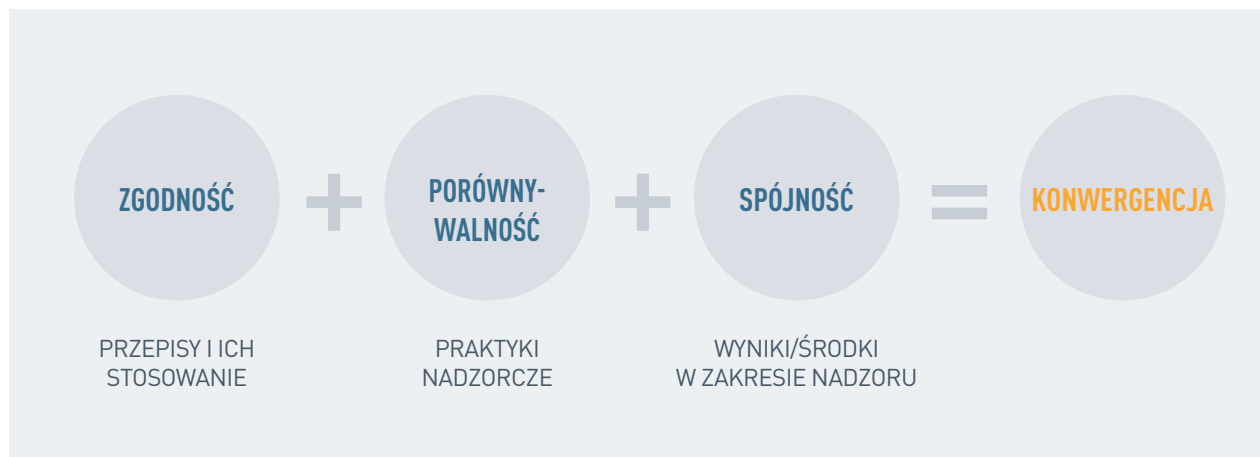 ZGODNOŚĆ
+
PORÓWNY-
WALNOŚĆ
+
SPÓJNOŚĆ
=
KONWERGENCJA
PRZEPISY I ICH
STOSOWANIE
PRAKTYKI
NADZORCZE
WYNIKI/ŚRODKI
W ZAKRESIE NADZORU